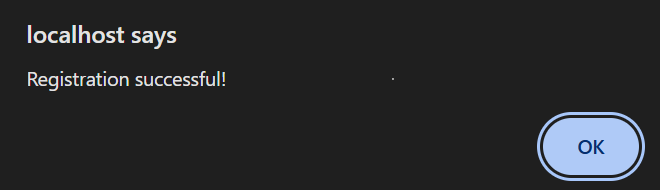 localhost says
Registration successful!
OK